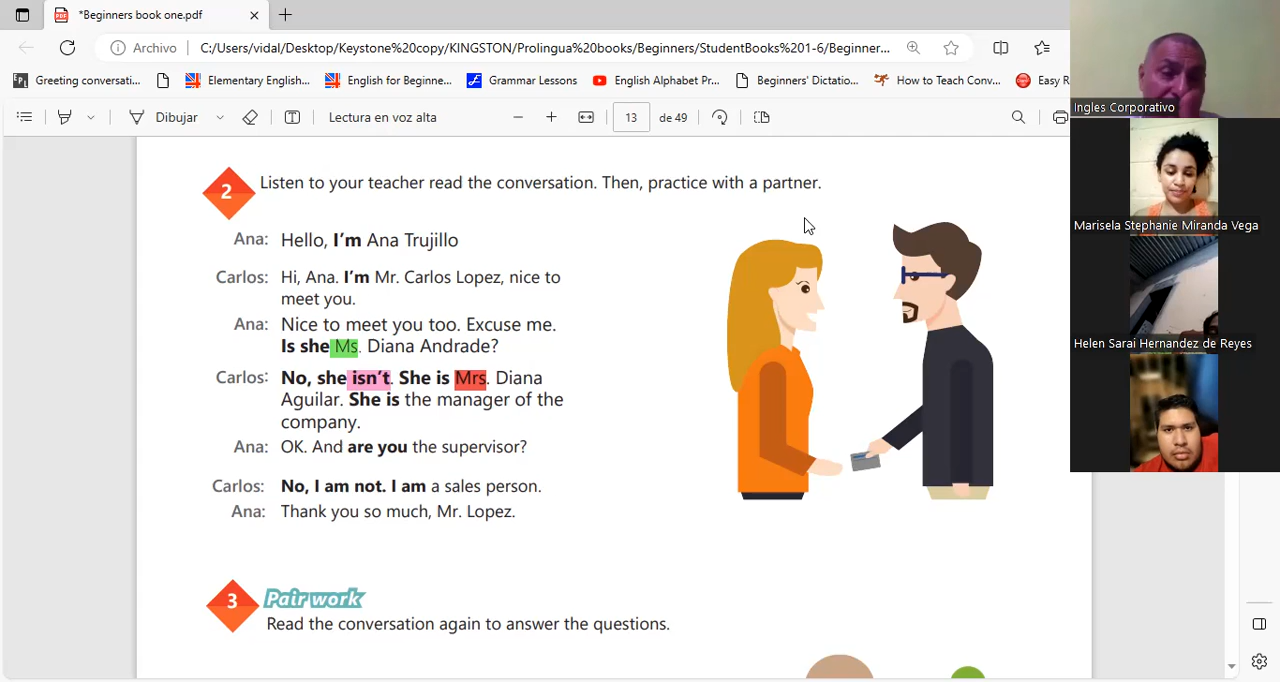 *Beginners book one.pdf
Archivo
C:/Users/vidal/Desktop/Keystone%20copy/KINGSTON/Prolingua%20books/Beginners/StudentBooks%201-6/Beginner...
Greeting conversati...
Elementary English...
English for Beginne...
Grammar Lessons
English Alphabet Pr...
Beginners' Dictatio...
How to Teach Conv...
Easy R
Dibujar
Lectura en voz alta
13 de 49
2
Listen to your teacher read the conversation. Then, practice with a partner.
Ana: Hello, I'm Ana Trujillo
Carlos: Hi, Ana. I'm Mr. Carlos Lopez, nice to
meet you.
Ana: Nice to meet you too. Excuse me.
Is she Ms. Diana Andrade?
Carlos: No, she isn't. She is Mrs. Diana
Aguilar. She is the manager of the
company.
Ana: OK. And are you the supervisor?
Carlos: No, I am not. I am a sales person.
Ana: Thank you so much, Mr. Lopez.
3
Pair work
Read the conversation again to answer the questions.
Ingles Corporativo
Marisela Stephanie Miranda Vega
Helen Sarai Hernandez de Reyes